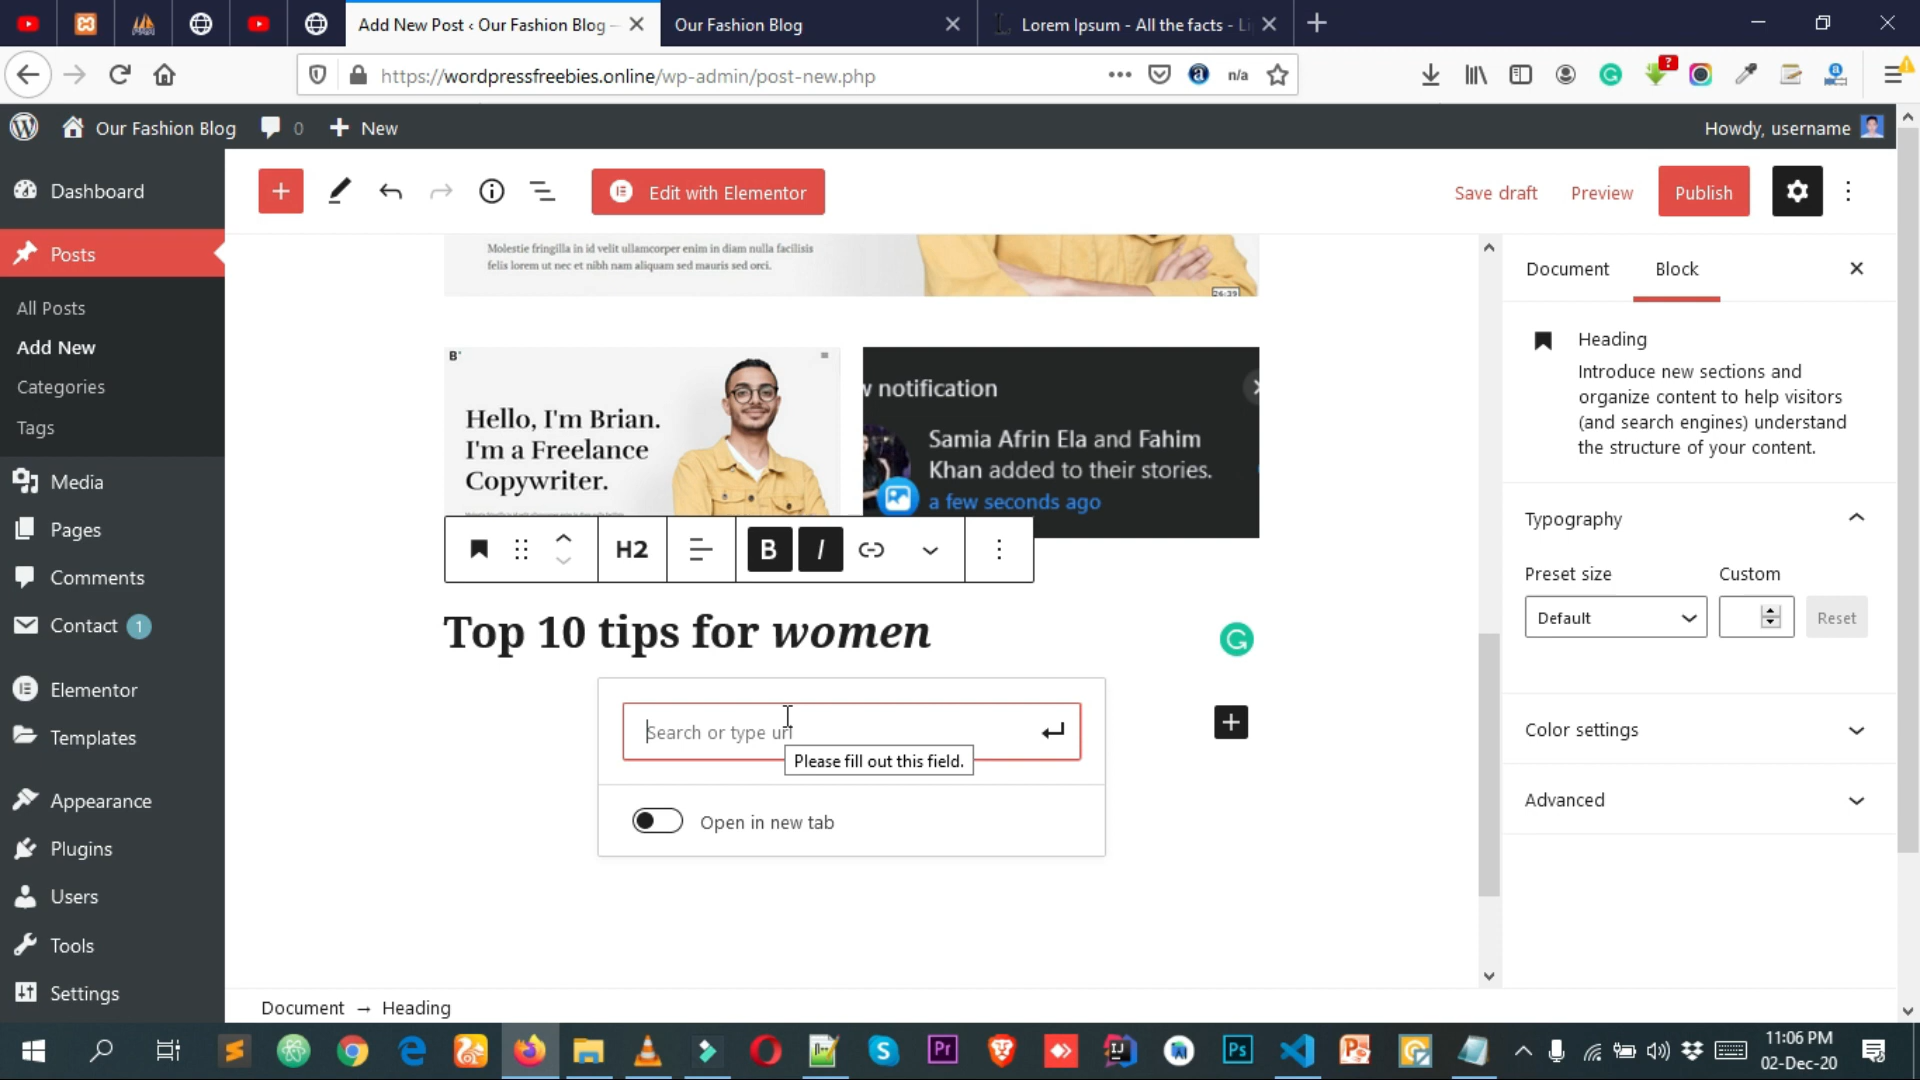 Add New Post ‹ Our Fashion Blog –
Our Fashion Blog
Lorem Ipsum - All the facts - Li
https://wordpressfreebies.online/wp-admin/post-new.php
n/a
?
Our Fashion Blog
0
New
Howdy, username
Dashboard
Posts
All Posts
Add New
Categories
Tags
Media
Pages
Comments
Contact 1
Elementor
Templates
Appearance
Plugins
Users
Tools
Settings
Edit with Elementor
Save draft
Preview
Publish
Molestie fringilla in id velit ullamcorper enim in diam nulla facilisis
felis lorem ut nec et nibh nam aliquam sed mauris sed orci.
26:39
B
Hello, I'm Brian.
I'm a Freelance
Copywriter.
w notification
Samia Afrin Ela and Fahim
Khan added to their stories.
a few seconds ago
H2
B
I
Top 10 tips for women
Search or type url
Please fill out this field.
Open in new tab
Document → Heading
Document
Block
Heading
Introduce new sections and
organize content to help visitors
(and search engines) understand
the structure of your content.
Typography
Preset size
Custom
Default
Reset
Color settings
Advanced
Pr
Ps
11:06 PM
02-Dec-20